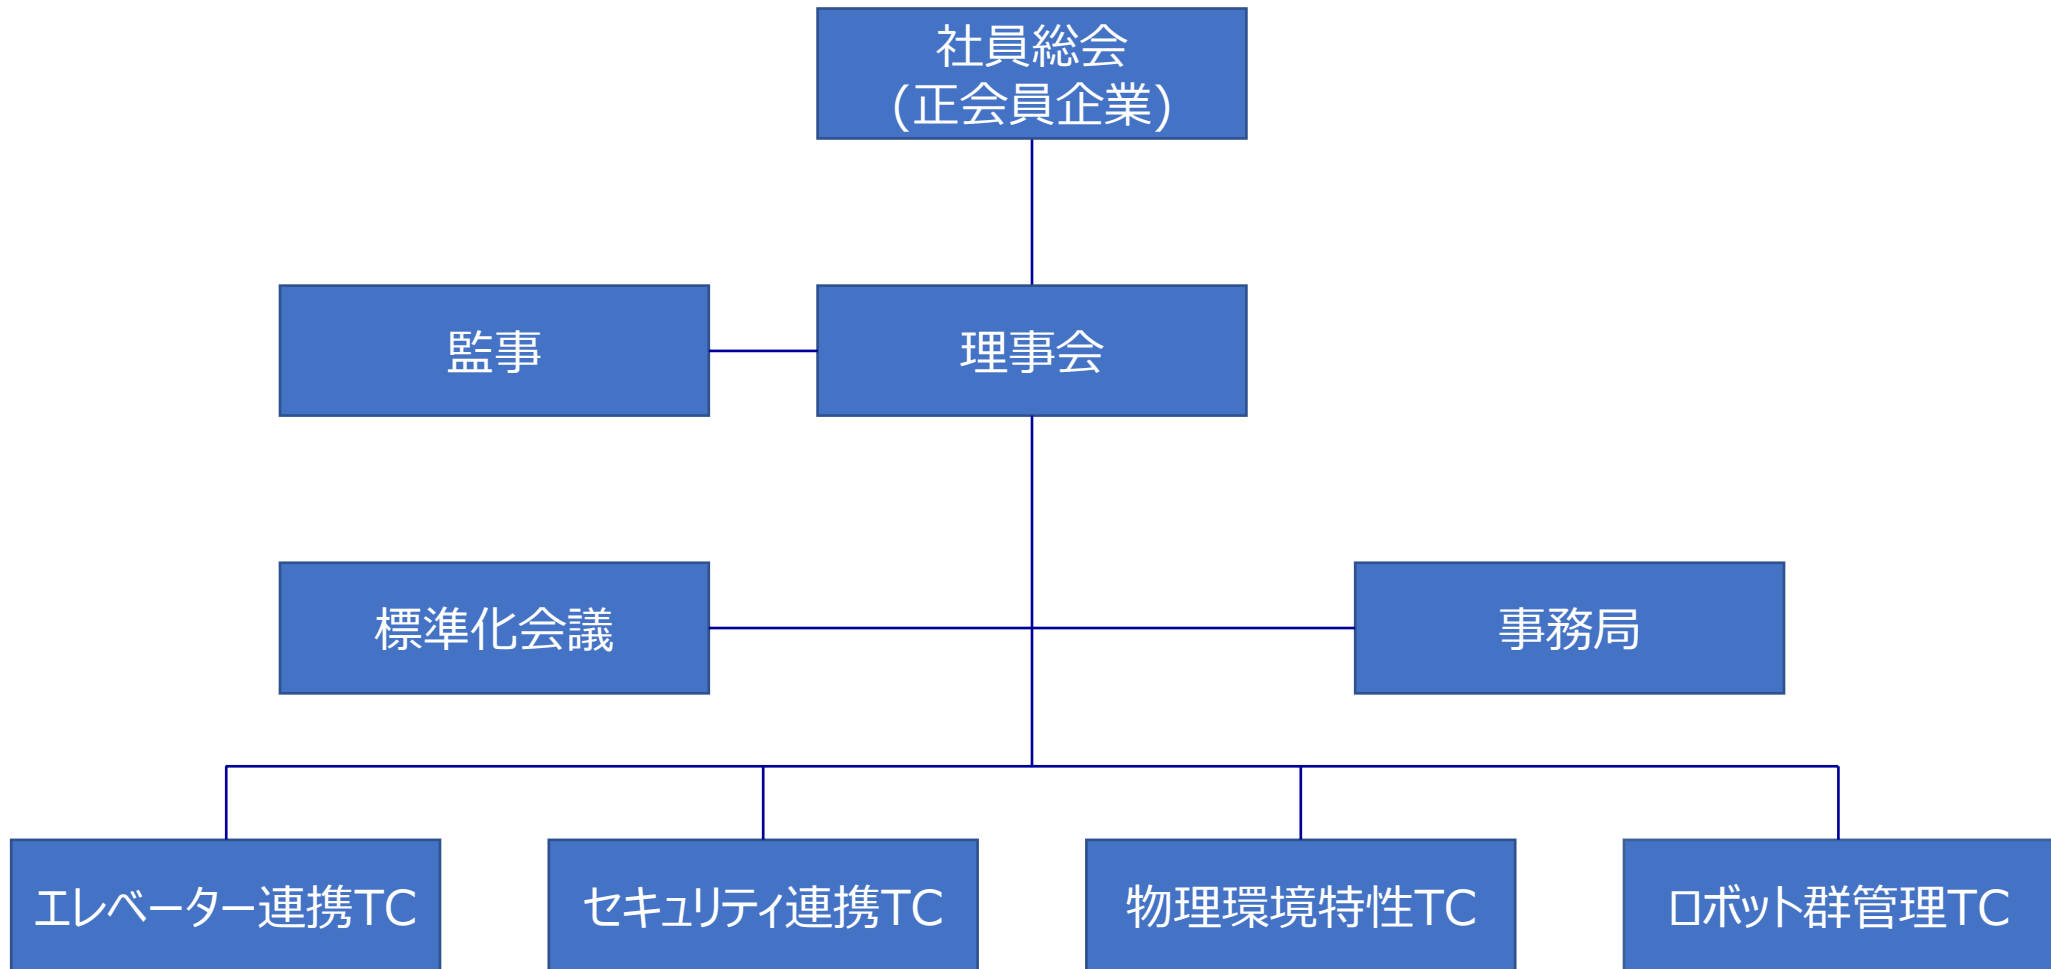 社員総会
(正会員企業)
監事
理事会
標準化会議
事務局
エレベーター連携TC
セキュリティ連携TC
物理環境特性TC
ロボット群管理TC